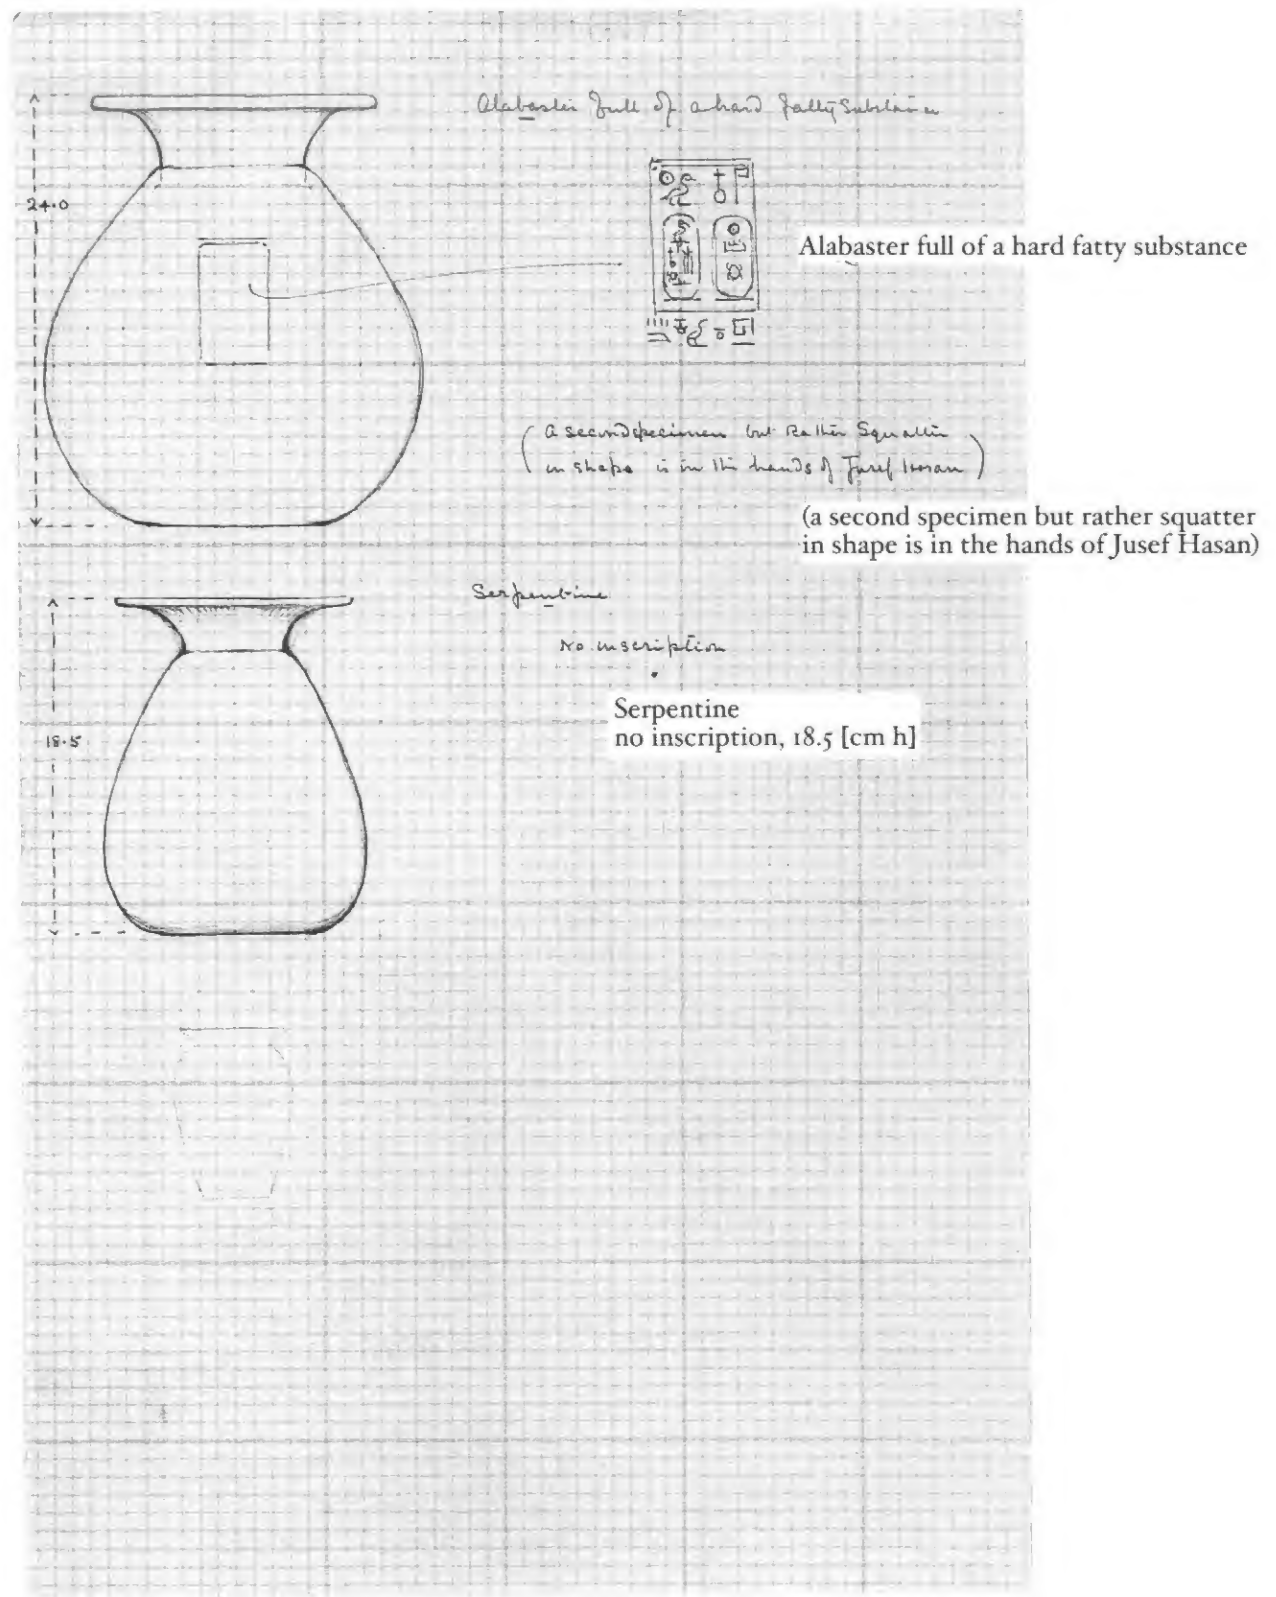 Alabaster full of a hard fatty substance
24.0
Alabaster full of a hard fatty substance
(a second specimen but rather squatter
in shape is in the hands of Jusef Hasan)
(a second specimen but rather squatter
in shape is in the hands of Jusef Hasan)
Serpentine
No inscription
18.5
Serpentine
no inscription, 18.5 [cm h]